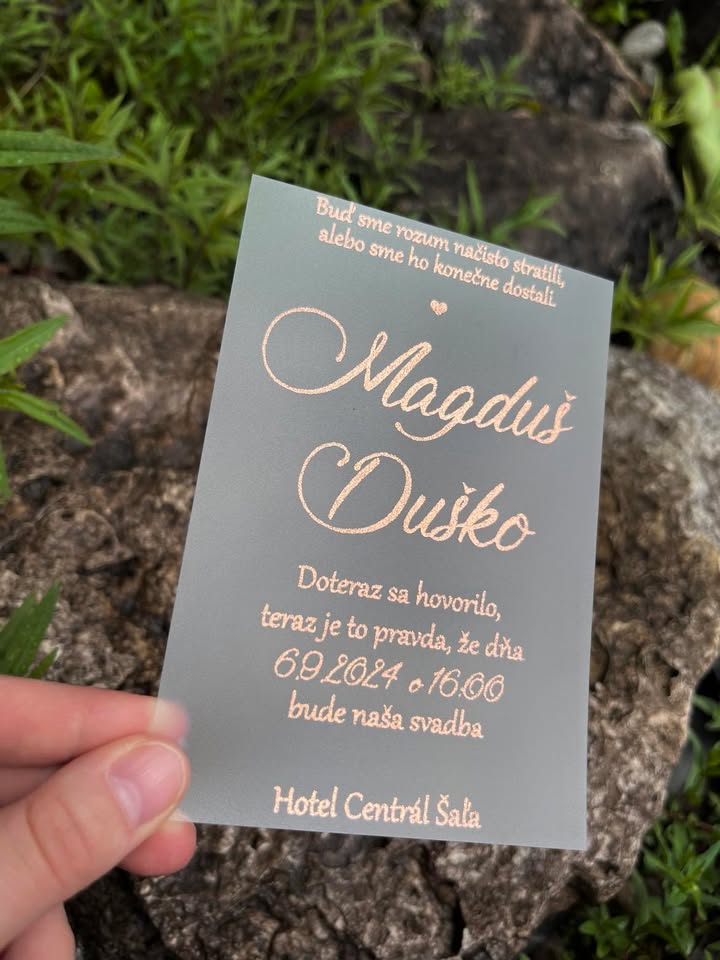 Buď sme rozum načisto stratili,
alebo sme ho konečne dostali.
Magduš
Duško
Doteraz sa hovorilo,
teraz je to pravda, že dňa
6.9.2024 o 16:00
bude naša svadba
Hotel Centrál Šaľa